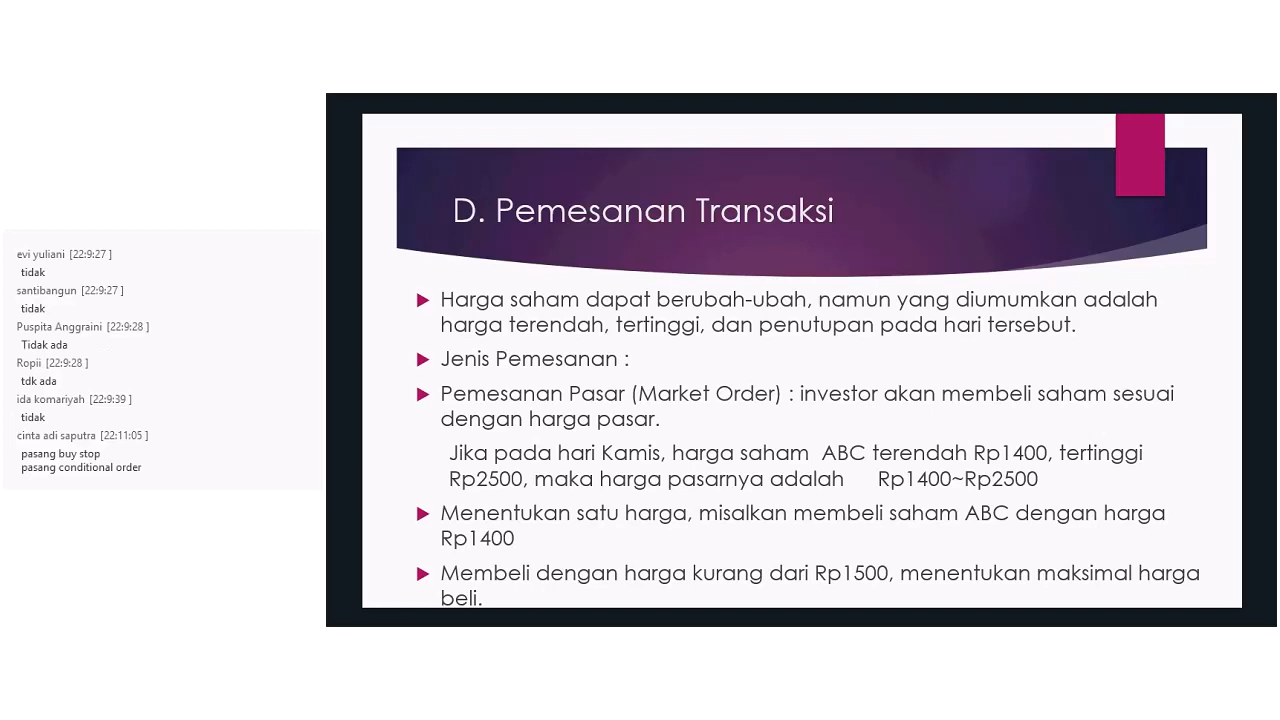 evi yuliani [22:9:27 ]
tidak
santibangun [22:9:27 ]
tidak
Puspita Anggraini [22:9:28 ]
Tidak ada
Ropii [22:9:28 ]
tdk ada
ida komariyah [22:9:39 ]
tidak
cinta adi saputra [22:11:05 ]
pasang buy stop
pasang conditional order
D. Pemesanan Transaksi
Harga saham dapat berubah-ubah, namun yang diumumkan adalah
harga terendah, tertinggi, dan penutupan pada hari tersebut.
Jenis Pemesanan :
Pemesanan Pasar (Market Order) : investor akan membeli saham sesuai
dengan harga pasar.
Jika pada hari Kamis, harga saham ABC terendah Rp1400, tertinggi
Rp2500, maka harga pasarnya adalah Rp1400~Rp2500
Menentukan satu harga, misalkan membeli saham ABC dengan harga
Rp1400
Membeli dengan harga kurang dari Rp1500, menentukan maksimal harga
beli.